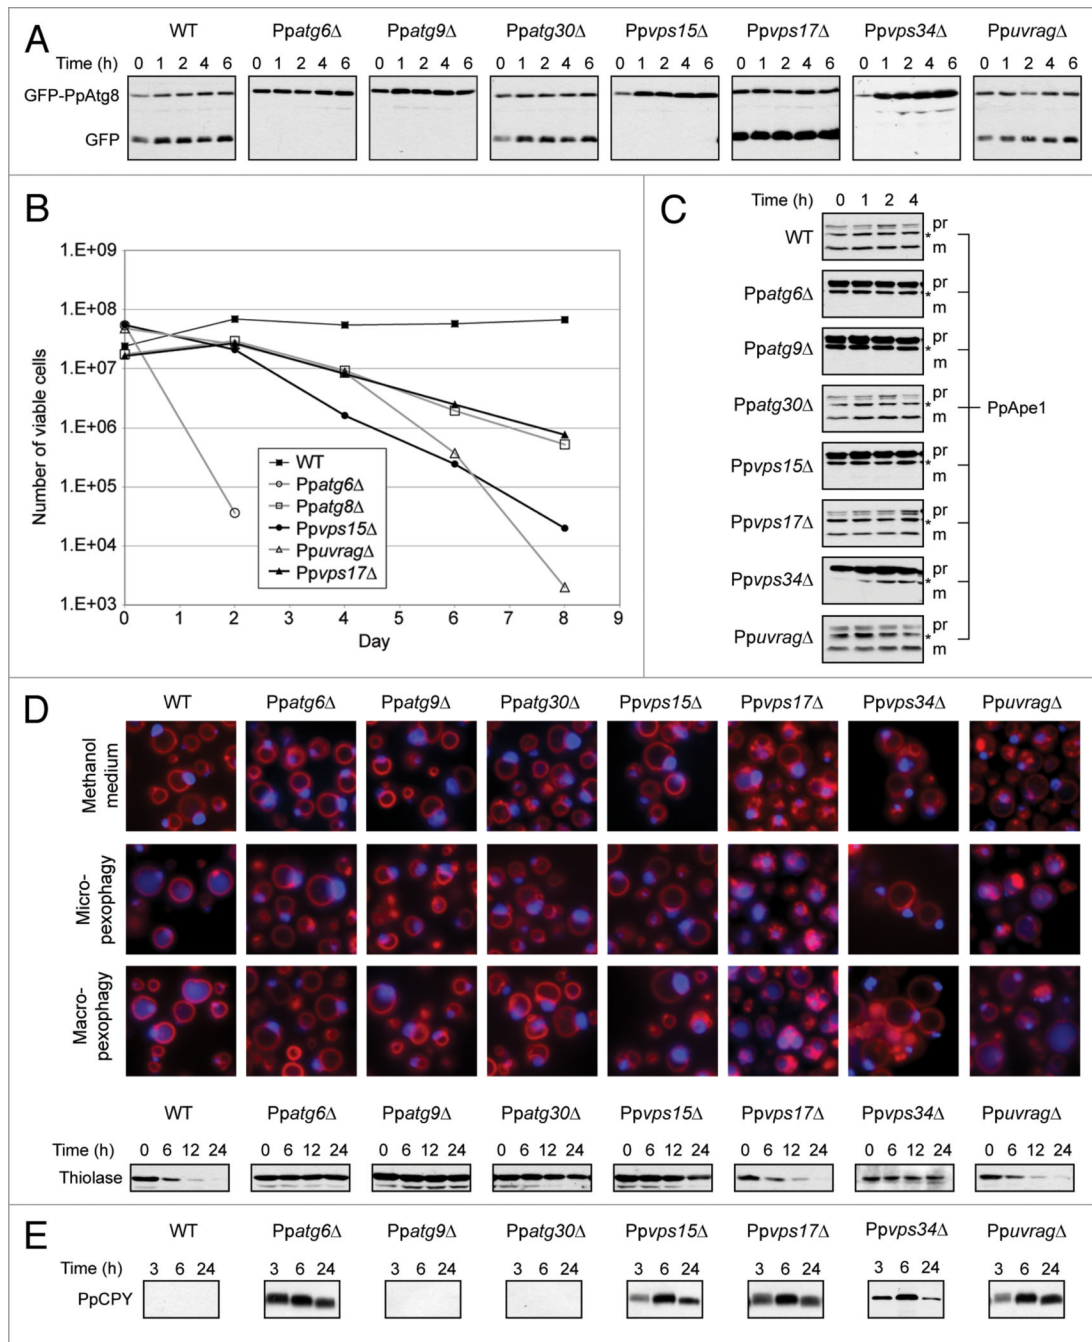 A
WT Ppatg6Δ Ppatg9Δ Ppatg30Δ Ppvps15Δ Ppvps17Δ Ppvps34Δ Ppuvrag∆
Time (h) 0 1 2 4 6 0 1 2 4 6 0 1 2 4 6 0 1 2 4 6 0 1 2 4 6 0 1 2 4 6 0 1 2 4 6 0 1 2 4 6
GFP-PpAtg8
GFP
B
1.E+09
1.E+08
1.E+07
1.E+06
1.E+05
1.E+04
1.E+03
Number of viable cells
0 1 2 3 4 5 6 7 8 9
Day
WT
Ppatg6Δ
Ppatg8Δ
Ppvps15Δ
PpuvragΔ
Ppvps17Δ
C
Time (h) 0 1 2 4
WT pr * m
Ppatg6Δ pr * m
Ppatg9Δ pr * m
Ppatg30Δ pr * m
Ppvps15Δ pr * m
Ppvps17Δ pr * m
Ppvps34Δ pr * m
PpuvragΔ pr * m
PpApe1
D
WT Ppatg6Δ Ppatg9Δ Ppatg30Δ Ppvps15Δ Ppvps17Δ Ppvps34Δ PpuvragΔ
Methanol
medium
Micro-
pexophagy
Macro-
pexophagy
WT Ppatg6Δ Ppatg9Δ Ppatg30Δ Ppvps15Δ Ppvps17Δ Ppvps34Δ PpuvragΔ
Time (h) 0 6 12 24 0 6 12 24 0 6 12 24 0 6 12 24 0 6 12 24 0 6 12 24 0 6 12 24 0 6 12 24
Thiolase
E
WT Ppatg6Δ Ppatg9Δ Ppatg30Δ Ppvps15Δ Ppvps17Δ Ppvps34Δ PpuvragΔ
Time (h) 3 6 24 3 6 24 3 6 24 3 6 24 3 6 24 3 6 24 3 6 24 3 6 24
PpCPY